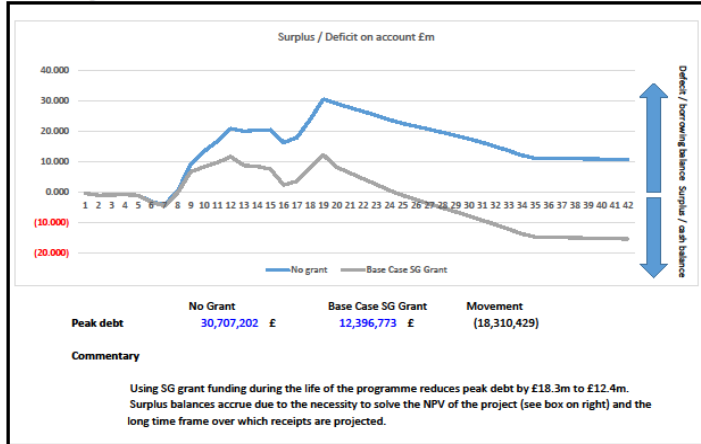 Surplus / Deficit on account £m
40.000
30.000
20.000
10.000
0.000
1 2 3 4 5 6 7 8 9 10 11 12 13 14 15 16 17 18 19 20 21 22 23 24 25 26 27 28 29 30 31 32 33 34 35 36 37 38 39 40 41 42
(10.000)
(20.000)
No grant Base Case SG Grant
Defecit / borrowing balance Surplus / cash balance
No Grant Base Case SG Grant Movement
Peak debt 30,707,202 £ 12,396,773 £ (18,310,429)
Commentary
Using SG grant funding during the life of the programme reduces peak debt by £18.3m to £12.4m.
Surplus balances accrue due to the necessity to solve the NPV of the project (see box on right) and the
long time frame over which receipts are projected.